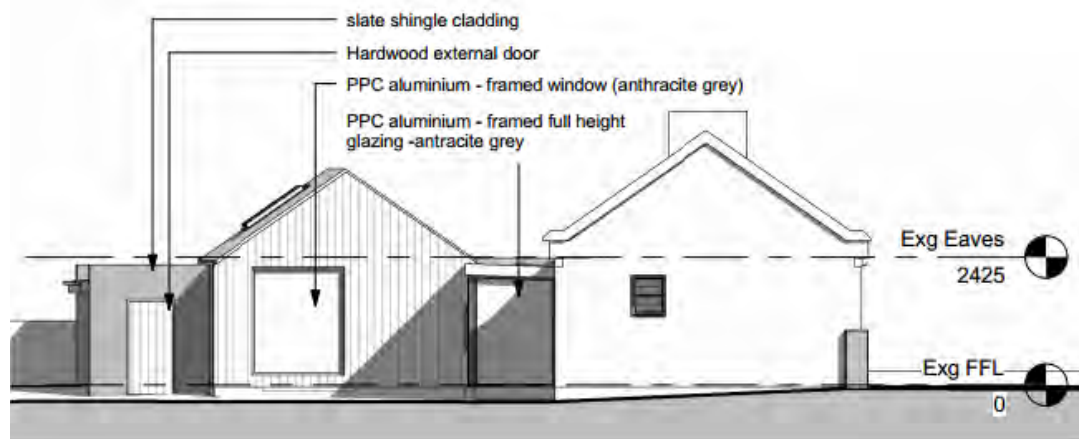 slate shingle cladding
Hardwood external door
PPC aluminium - framed window (anthracite grey)
PPC aluminium - framed full height
glazing -antracite grey
Exg Eaves
2425
Exg FFL
0